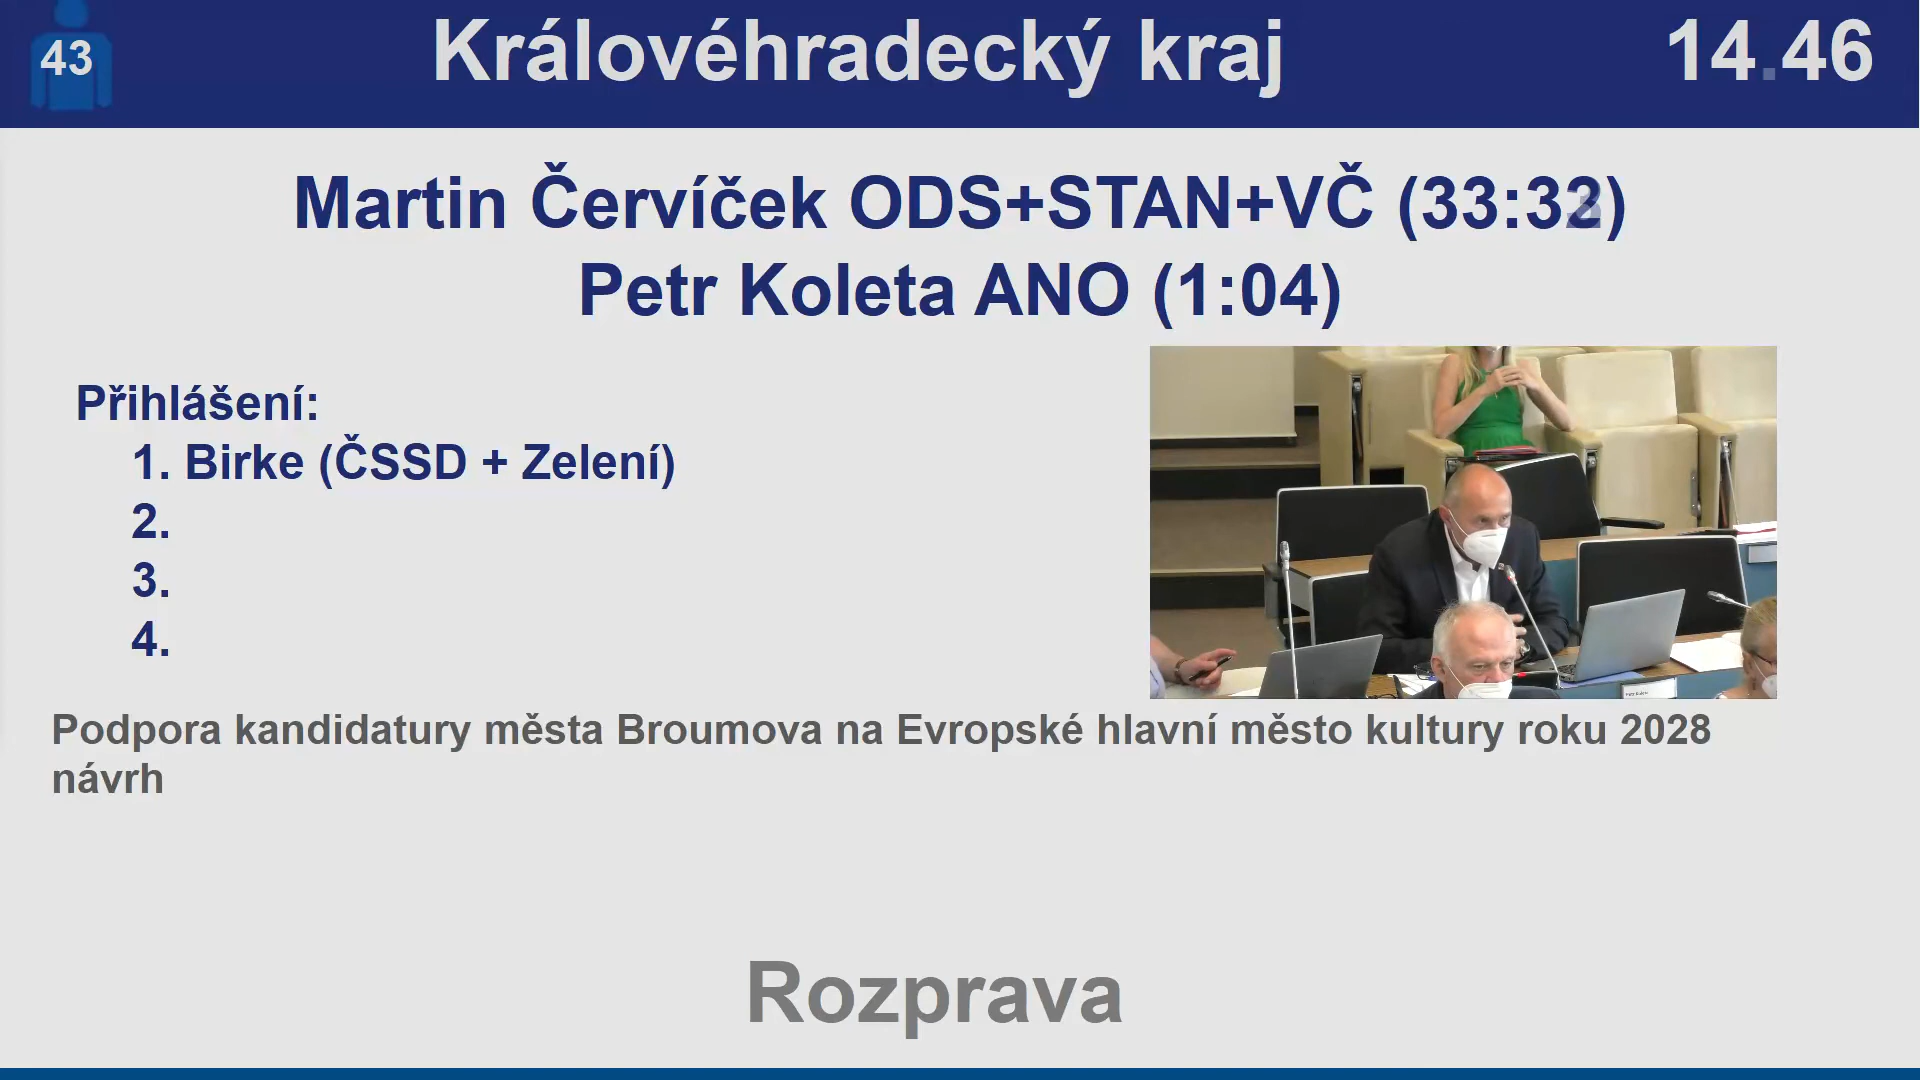 43
Královéhradecký kraj
14.46
Martin Červíček ODS+STAN+VČ (33:33)
Petr Koleta ANO (1:04)
Přihlášení:
1. Birke (ČSSD + Zelení)
2.
3.
4.
Podpora kandidatury města Broumova na Evropské hlavní město kultury roku 2028
návrh
Rozprava